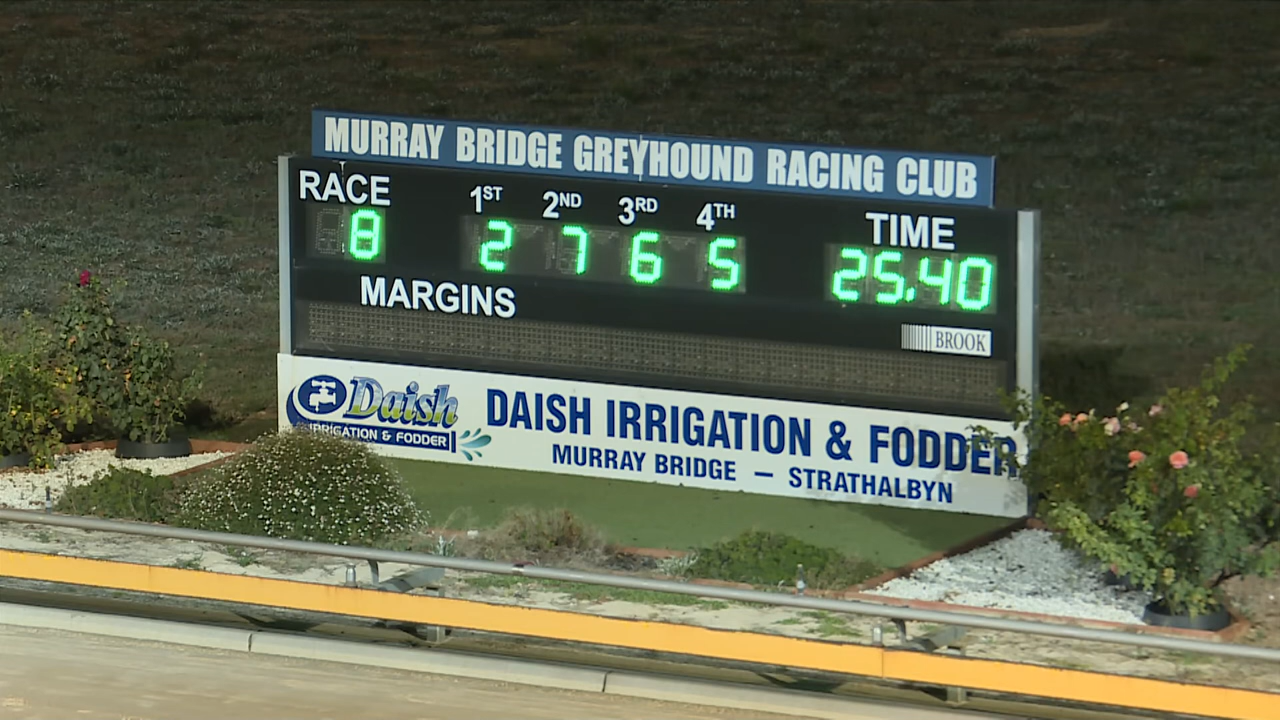 MURRAY BRIDGE GREYHOUND RACING CLUB
RACE 1ST 2ND 3RD 4TH TIME
8 2 7 6 5 25.40
MARGINS
BROOK
Daish
IRRIGATION & FODDER
DAISH IRRIGATION & FODDER
MURRAY BRIDGE – STRATHALBYN